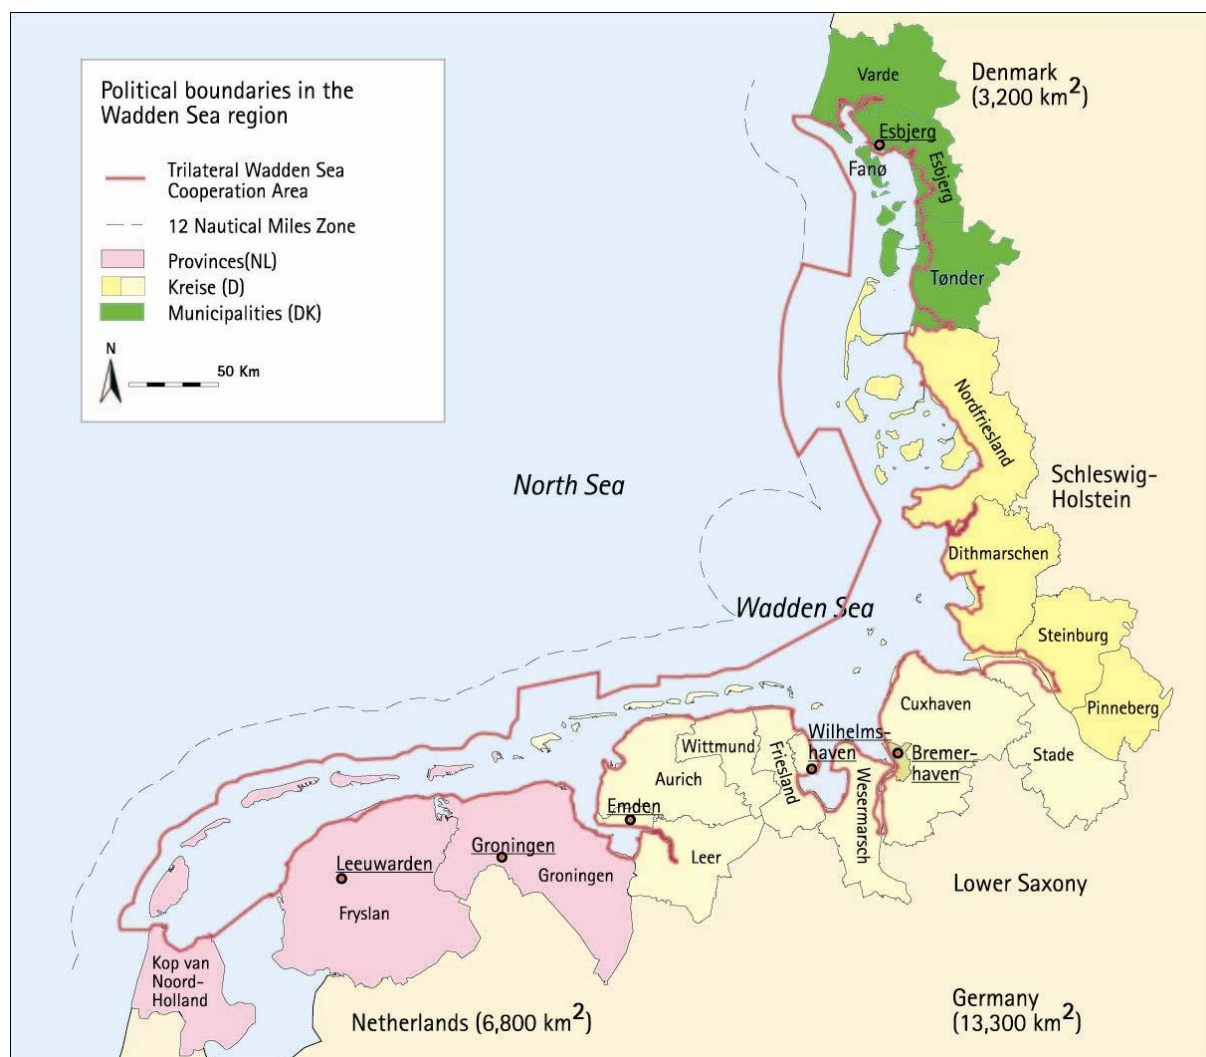 Political boundaries in the
Wadden Sea region
Trilateral Wadden Sea
Cooperation Area
12 Nautical Miles Zone
Provinces(NL)
Kreise (D)
Municipalities (DK)
N
50 Km
Varde
Denmark
(3,200 km²)
Esbjerg
Fanø
Esbjerg
Tønder
Nordfriesland
North Sea
Schleswig-
Holstein
Dithmarschen
Wadden Sea
Steinburg
Pinneberg
Cuxhaven
Stade
Wilhelms-
haven
Bremer-
haven
Wittmund
Friesland
Aurich
Wesermarsch
Emden
Leer
Groningen
Groningen
Leeuwarden
Fryslan
Lower Saxony
Kop van
Noord-
Holland
Netherlands (6,800 km²)
Germany
(13,300 km²)